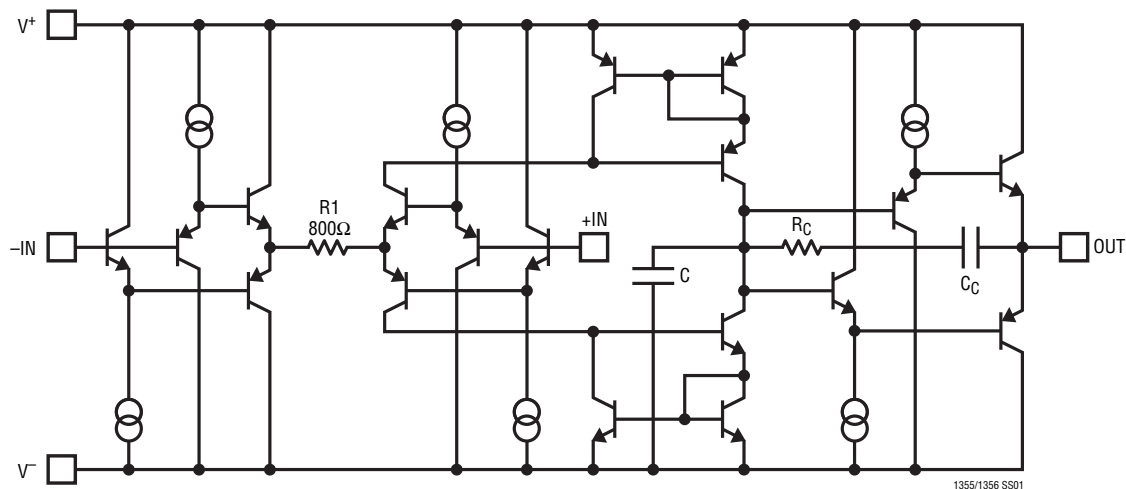 V+
R1
800Ω
+IN
–IN
RC
OUT
C
CC
V–
1355/1356 SS01